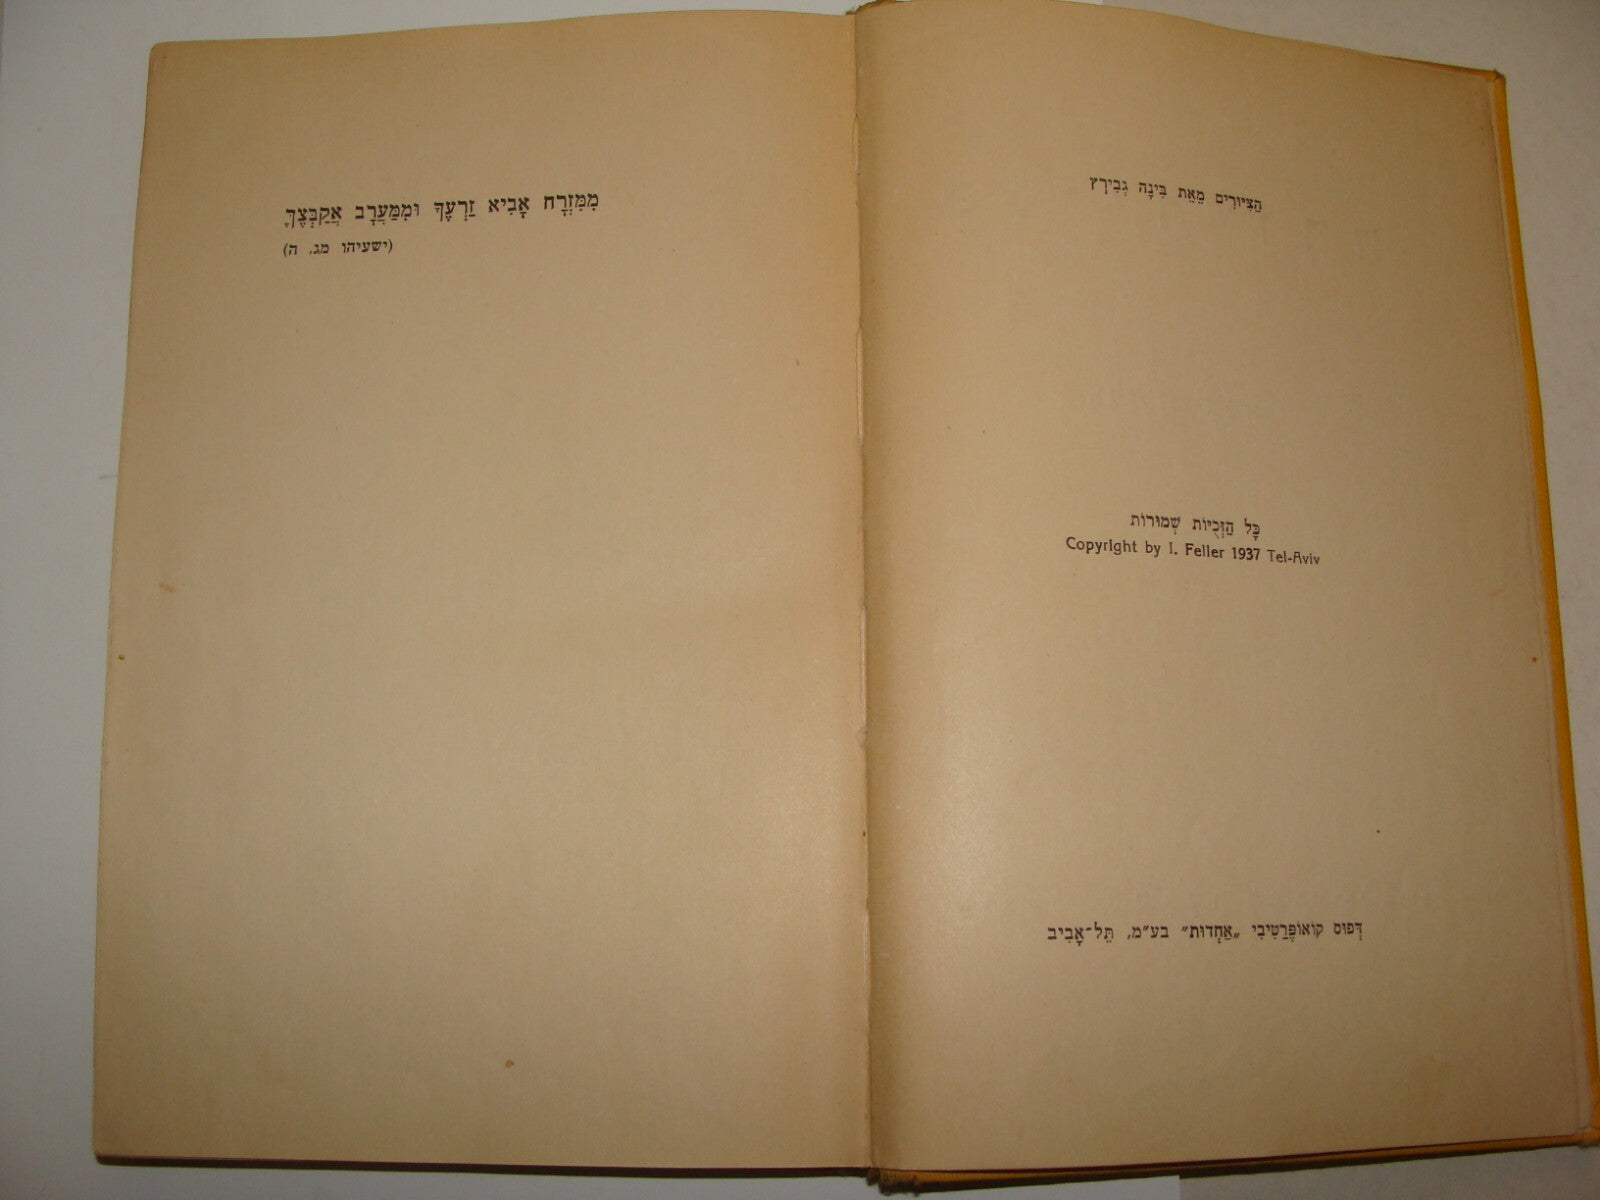 הַצִּיּוּרִים מֵאֵת בִּינָה גְבִירְץ
כָּל הַזְּכֻיּוֹת שְׁמוּרוֹת
Copyright by I. Feller 1937 Tel-Aviv
דְּפוּס קוֹאוֹפֶּרַטִּיבִי „אַחְדוּת״ בע״מ, תֵּל־אָבִיב
מִמִּזְרָח אָבִיא זַרְעֶךָ וּמִמַּעֲרָב אֲקַבְּצֶךָּ
(ישעיהו מג, ה)